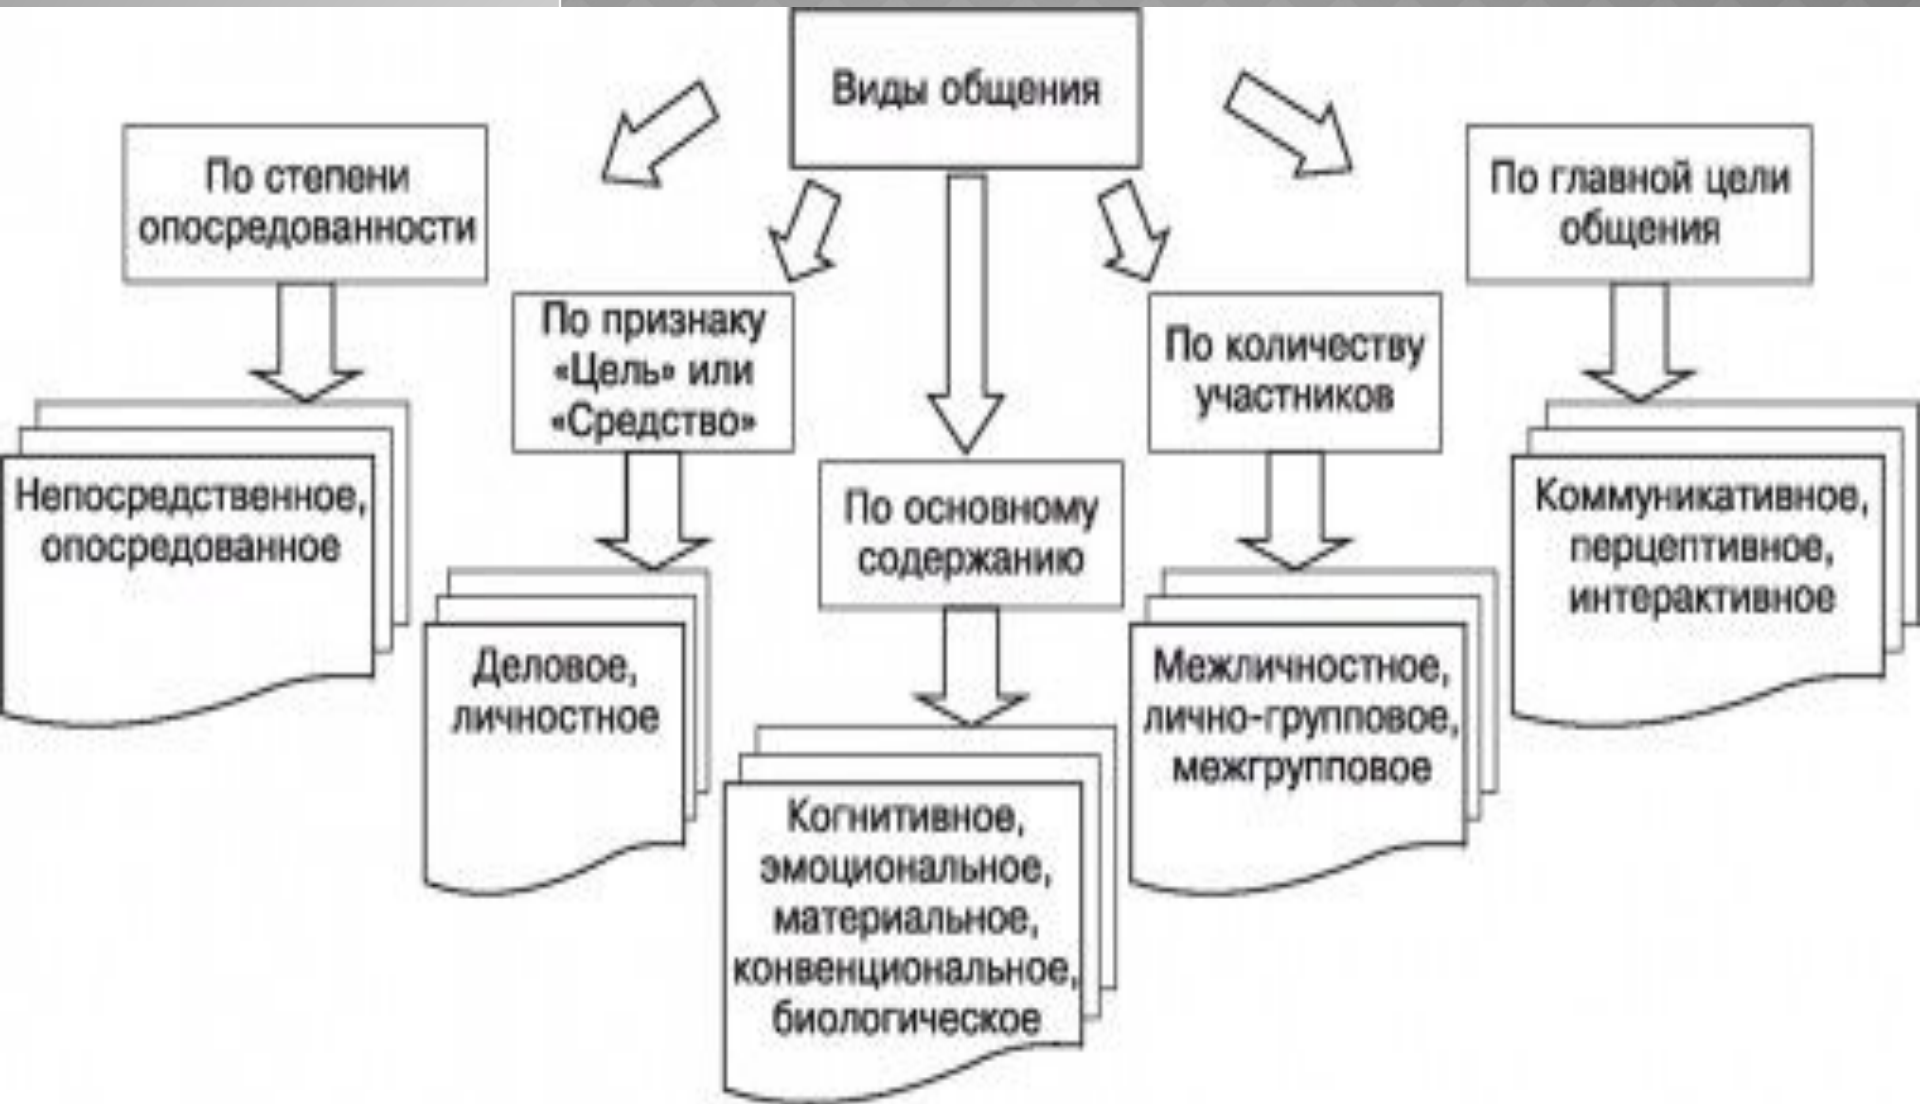 Виды общения
По степени
опосредованности
Непосредственное,
опосредованное
По признаку
«Цель» или
«Средство»
Деловое,
личностное
По основному
содержанию
Когнитивное,
эмоциональное,
материальное,
конвенциональное,
биологическое
По количеству
участников
Межличностное,
лично-групповое,
межгрупповое
По главной цели
общения
Коммуникативное,
перцептивное,
интерактивное